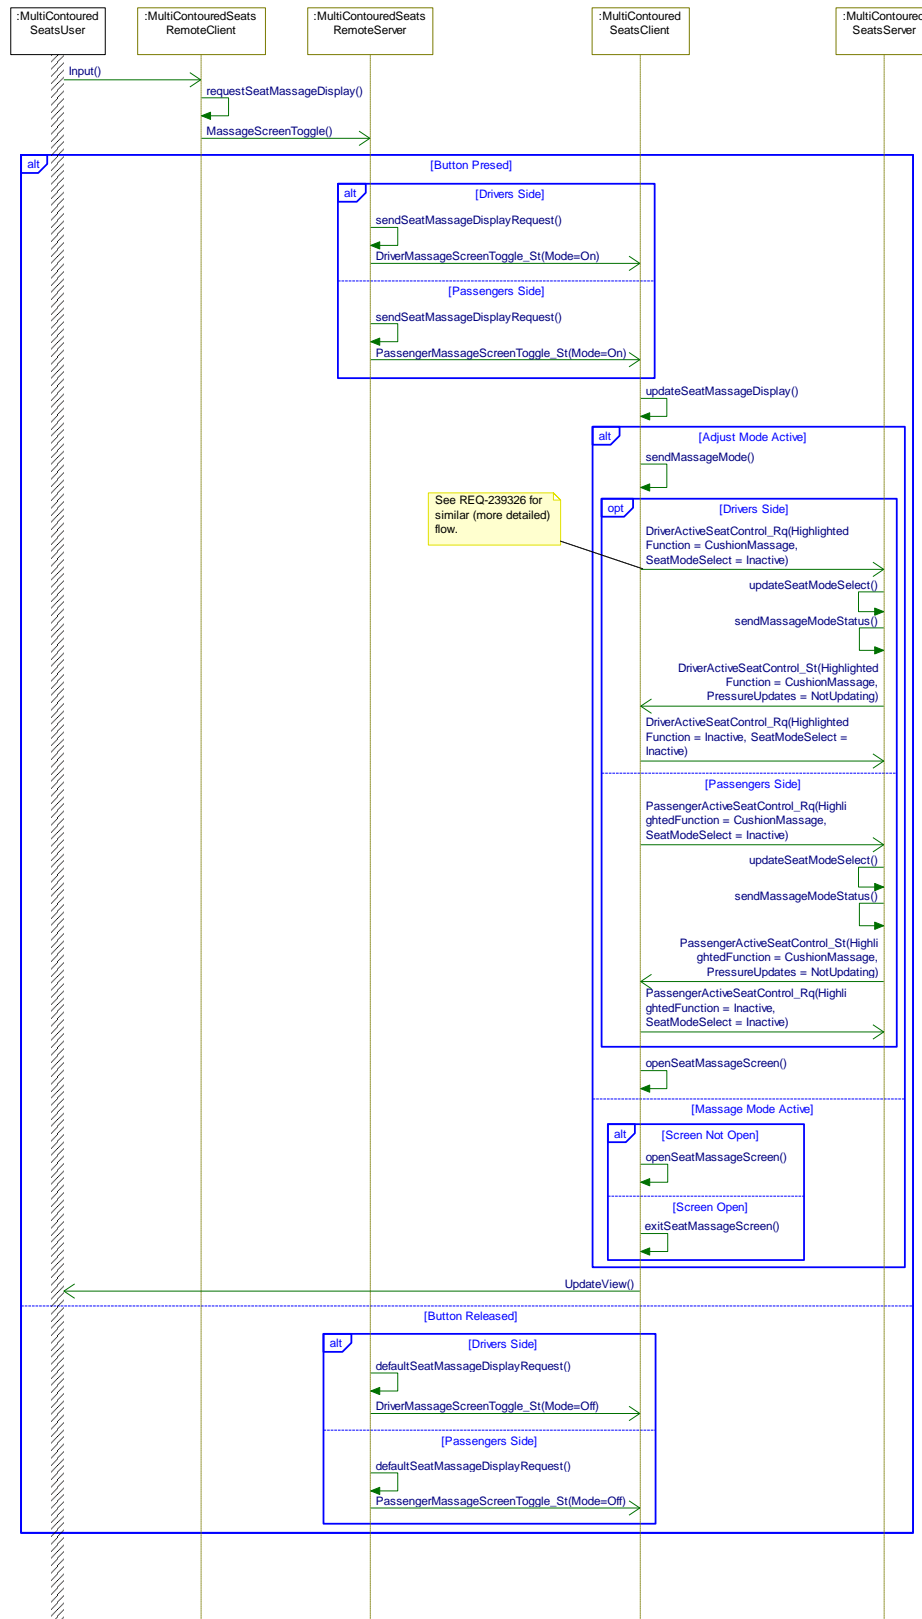 :MultiContoured
SeatsUser
:MultiContouredSeats
RemoteClient
:MultiContouredSeats
RemoteServer
:MultiContoured
SeatsClient
:MultiContoured
SeatsServer
Input()
requestSeatMassageDisplay()
MassageScreenToggle()
alt
[Button Presed]
alt
[Drivers Side]
sendSeatMassageDisplayRequest()
DriverMassageScreenToggle_St(Mode=On)
[Passengers Side]
sendSeatMassageDisplayRequest()
PassengerMassageScreenToggle_St(Mode=On)
updateSeatMassageDisplay()
alt
[Adjust Mode Active]
sendMassageMode()
See REQ-239326 for
similar (more detailed)
flow.
opt
[Drivers Side]
DriverActiveSeatControl_Rq(Highlighted
Function = CushionMassage,
SeatModeSelect = Inactive)
updateSeatModeSelect()
sendMassageModeStatus()
DriverActiveSeatControl_St(Highlighted
Function = CushionMassage,
PressureUpdates = NotUpdating)
DriverActiveSeatControl_Rq(Highlighted
Function = Inactive, SeatModeSelect =
Inactive)
[Passengers Side]
PassengerActiveSeatControl_Rq(Highli
ghtedFunction = CushionMassage,
SeatModeSelect = Inactive)
updateSeatModeSelect()
sendMassageModeStatus()
PassengerActiveSeatControl_St(Highli
ghtedFunction = CushionMassage,
PressureUpdates = NotUpdating)
PassengerActiveSeatControl_Rq(Highli
ghtedFunction = Inactive,
SeatModeSelect = Inactive)
openSeatMassageScreen()
[Massage Mode Active]
alt
[Screen Not Open]
openSeatMassageScreen()
[Screen Open]
exitSeatMassageScreen()
UpdateView()
[Button Released]
alt
[Drivers Side]
defaultSeatMassageDisplayRequest()
DriverMassageScreenToggle_St(Mode=Off)
[Passengers Side]
defaultSeatMassageDisplayRequest()
PassengerMassageScreenToggle_St(Mode=Off)